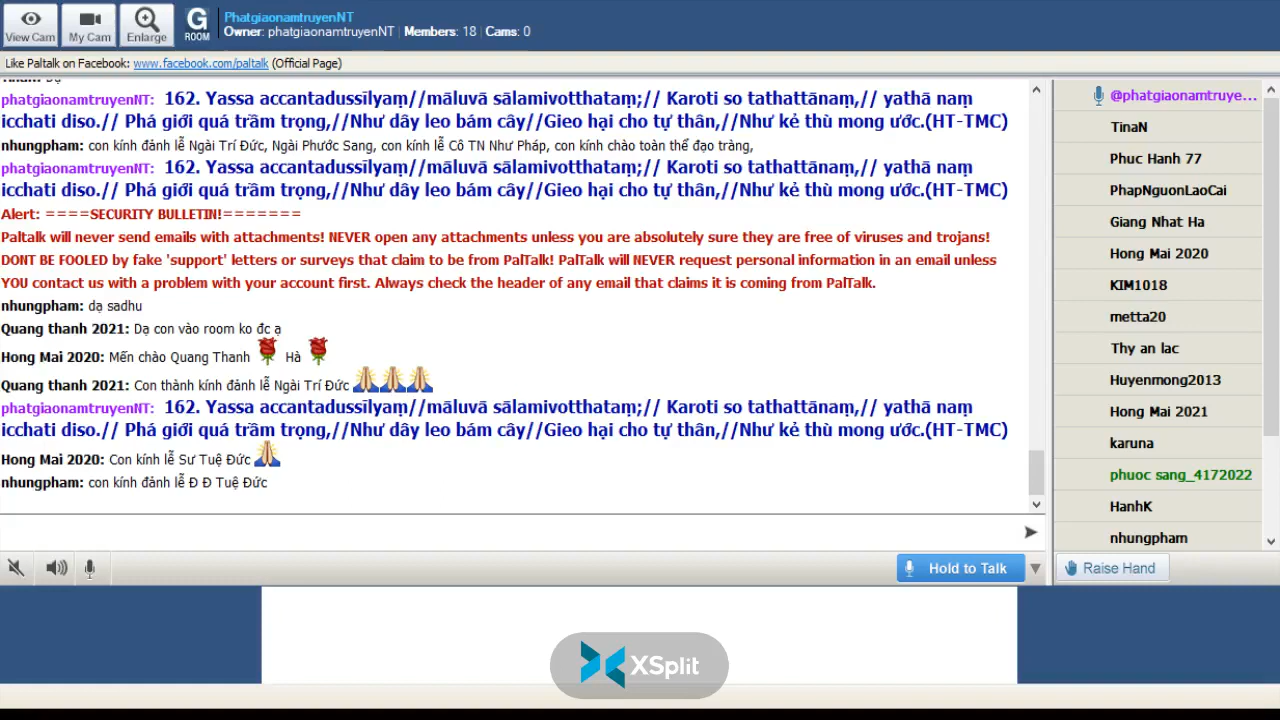 View Cam
My Cam
Enlarge
G
ROOM
PhatgiaonamtruyenNT
Owner: phatgiaonamtruyenNT | Members: 18 | Cams: 0
Like Paltalk on Facebook: www.facebook.com/paltalk (Official Page)
phatgiaonamtruyenNT: 162. Yassa accantadussīlyaṃ//māluvā sālamivotthataṃ;// Karoti so tathattānaṃ,// yathā naṃ
icchati diso.// Phá giới quá trầm trọng,//Như dây leo bám cây//Gieo hại cho tự thân,//Như kẻ thù mong ước.(HT-TMC)
nhungpham: con kính đảnh lễ Ngài Trí Đức, Ngài Phước Sang, con kính lễ Cô TN Như Pháp, con kính chào toàn thể đạo tràng,
phatgiaonamtruyenNT: 162. Yassa accantadussīlyaṃ//māluvā sālamivotthataṃ;// Karoti so tathattānaṃ,// yathā naṃ
icchati diso.// Phá giới quá trầm trọng,//Như dây leo bám cây//Gieo hại cho tự thân,//Như kẻ thù mong ước.(HT-TMC)
Alert: ====SECURITY BULLETIN!=======
Paltalk will never send emails with attachments! NEVER open any attachments unless you are absolutely sure they are free of viruses and trojans!
DONT BE FOOLED by fake 'support' letters or surveys that claim to be from PalTalk! PalTalk will NEVER request personal information in an email unless
YOU contact us with a problem with your account first. Always check the header of any email that claims it is coming from PalTalk.
nhungpham: dạ sadhu
Quang thanh 2021: Dạ con vào room ko đc ạ
Hong Mai 2020: Mến chào Quang Thanh Hà
Quang thanh 2021: Con thành kính đảnh lễ Ngài Trí Đức
phatgiaonamtruyenNT: 162. Yassa accantadussīlyaṃ//māluvā sālamivotthataṃ;// Karoti so tathattānaṃ,// yathā naṃ
icchati diso.// Phá giới quá trầm trọng,//Như dây leo bám cây//Gieo hại cho tự thân,//Như kẻ thù mong ước.(HT-TMC)
Hong Mai 2020: Con kính lễ Sư Tuệ Đức
nhungpham: con kính đảnh lễ Đ Đ Tuệ Đức
@phatgiaonamtruye...
TinaN
Phuc Hanh 77
PhapNguonLaoCai
Giang Nhat Ha
Hong Mai 2020
KIM1018
metta20
Thy an lac
Huyenmong2013
Hong Mai 2021
karuna
phuoc sang_4172022
HanhK
nhungpham
Hold to Talk
Raise Hand
XSplit